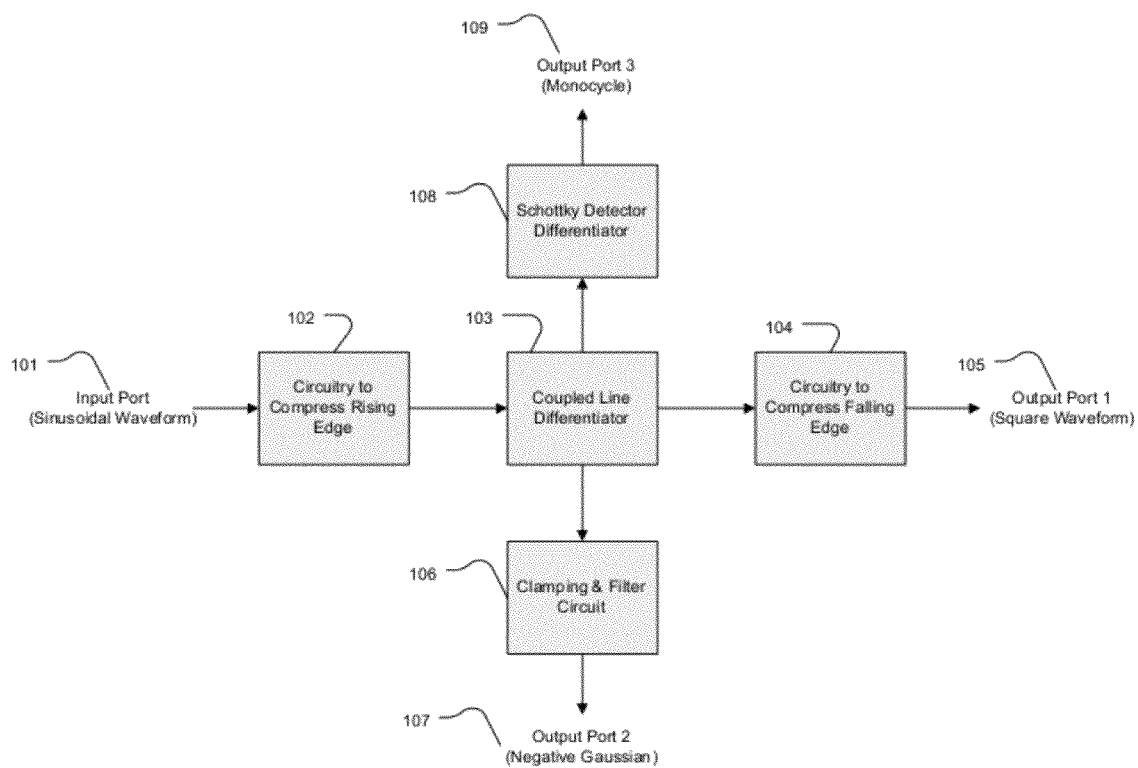 109
Output Port 3
(Monocycle)
108
Schottky Detector
Differentiator
102
103
104
101
105
Input Port
(Sinusoidal Waveform)
Circuitry to
Compress Rising
Edge
Coupled Line
Differentiator
Circuitry to
Compress Falling
Edge
Output Port 1
(Square Waveform)
106
Clamping & Filter
Circuit
107
Output Port 2
(Negative Gaussian)